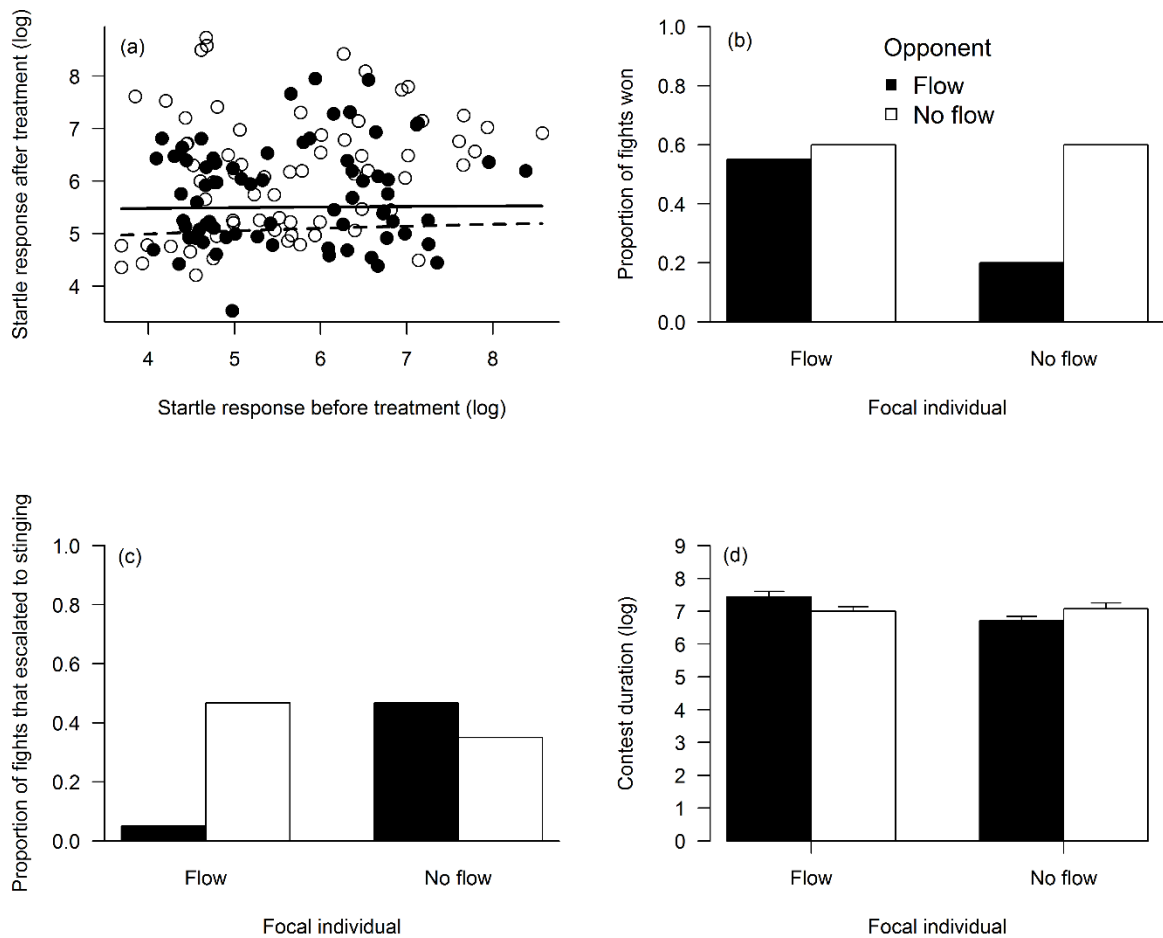 (a)
Startle response after treatment (log)
8
7
6
5
4
4 5 6 7 8
Startle response before treatment (log)
(b)
Opponent
Flow
No flow
Proportion of fights won
1.0
0.8
0.6
0.4
0.2
0.0
Flow No flow
Focal individual
(c)
Proportion of fights that escalated to stinging
1.0
0.8
0.6
0.4
0.2
0.0
Flow No flow
Focal individual
(d)
Contest duration (log)
9
8
7
6
5
4
3
2
1
0
Flow No flow
Focal individual